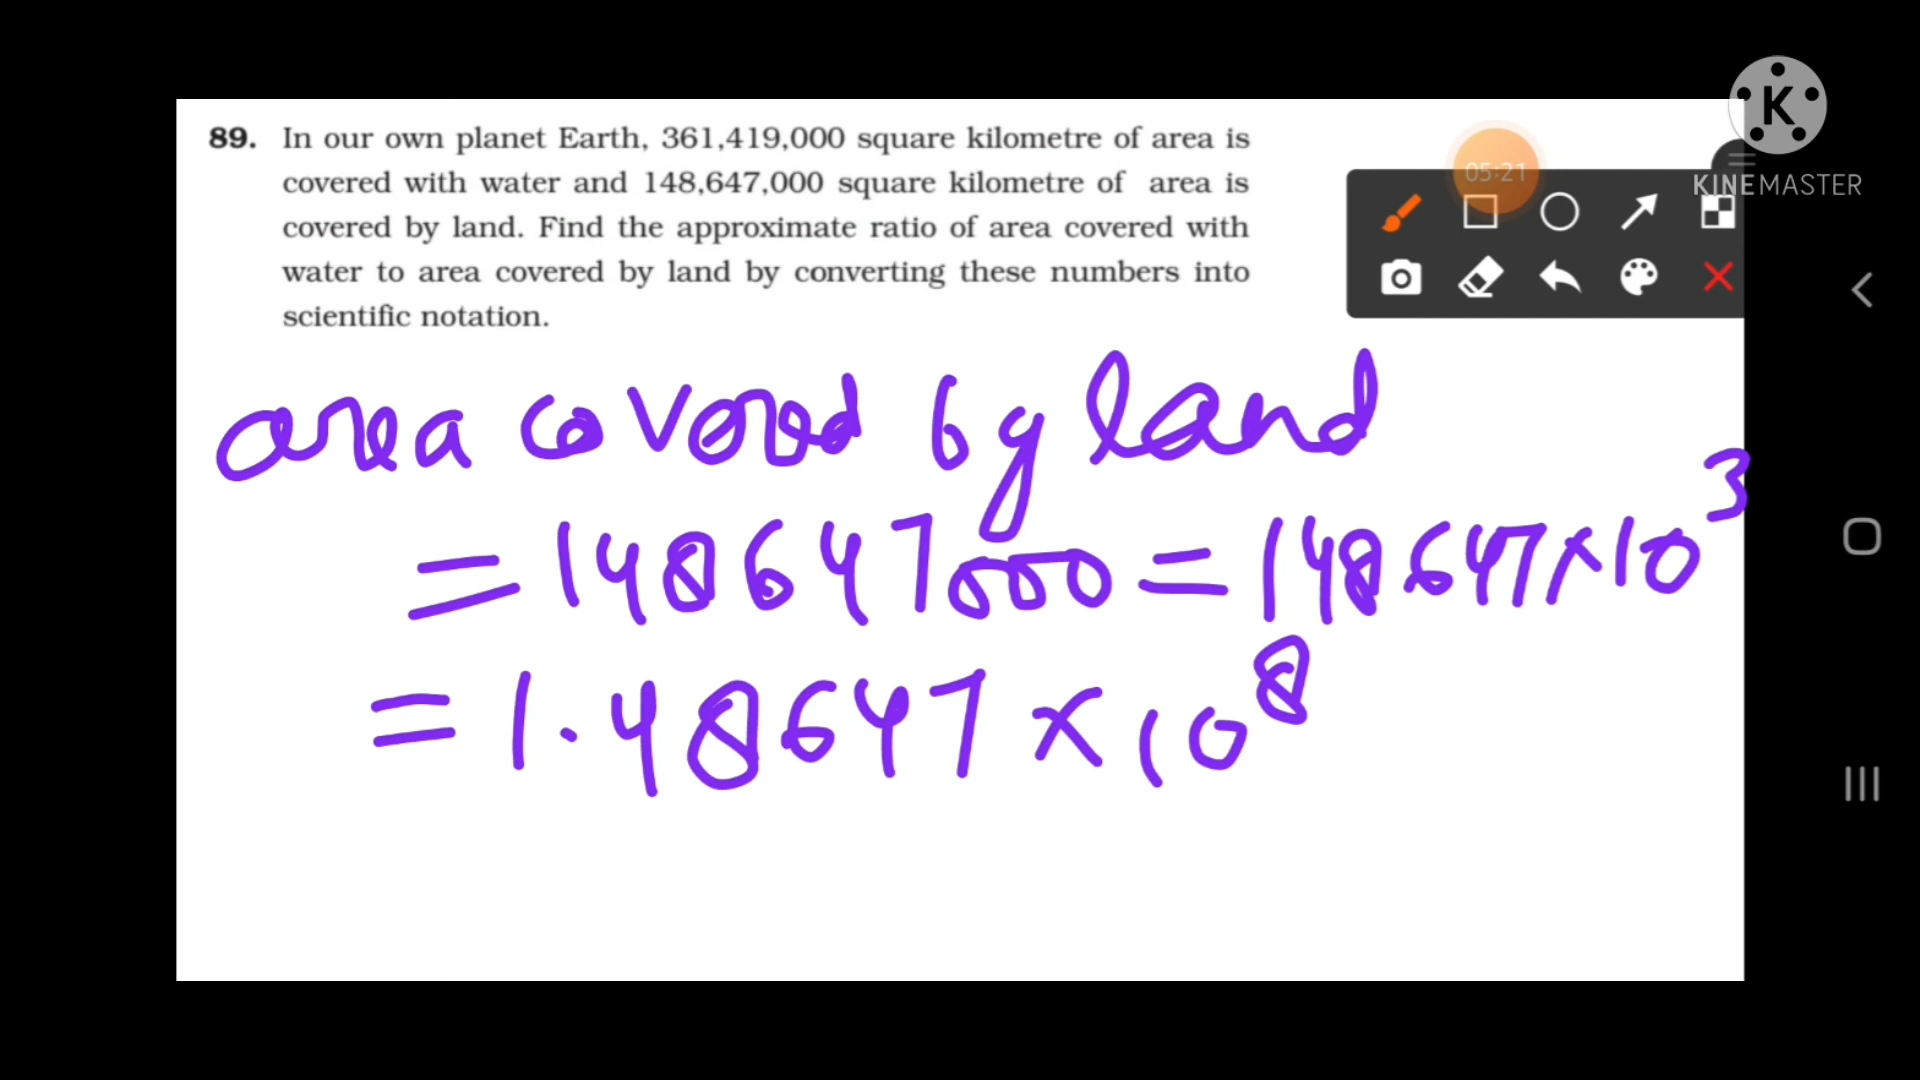 89. In our own planet Earth, 361,419,000 square kilometre of area is
covered with water and 148,647,000 square kilometre of area is
covered by land. Find the approximate ratio of area covered with
water to area covered by land by converting these numbers into
scientific notation.
05:21
K
KINEMASTER
area covered by land
= 148647000 = 148647×10³
= 1.48647×10⁸